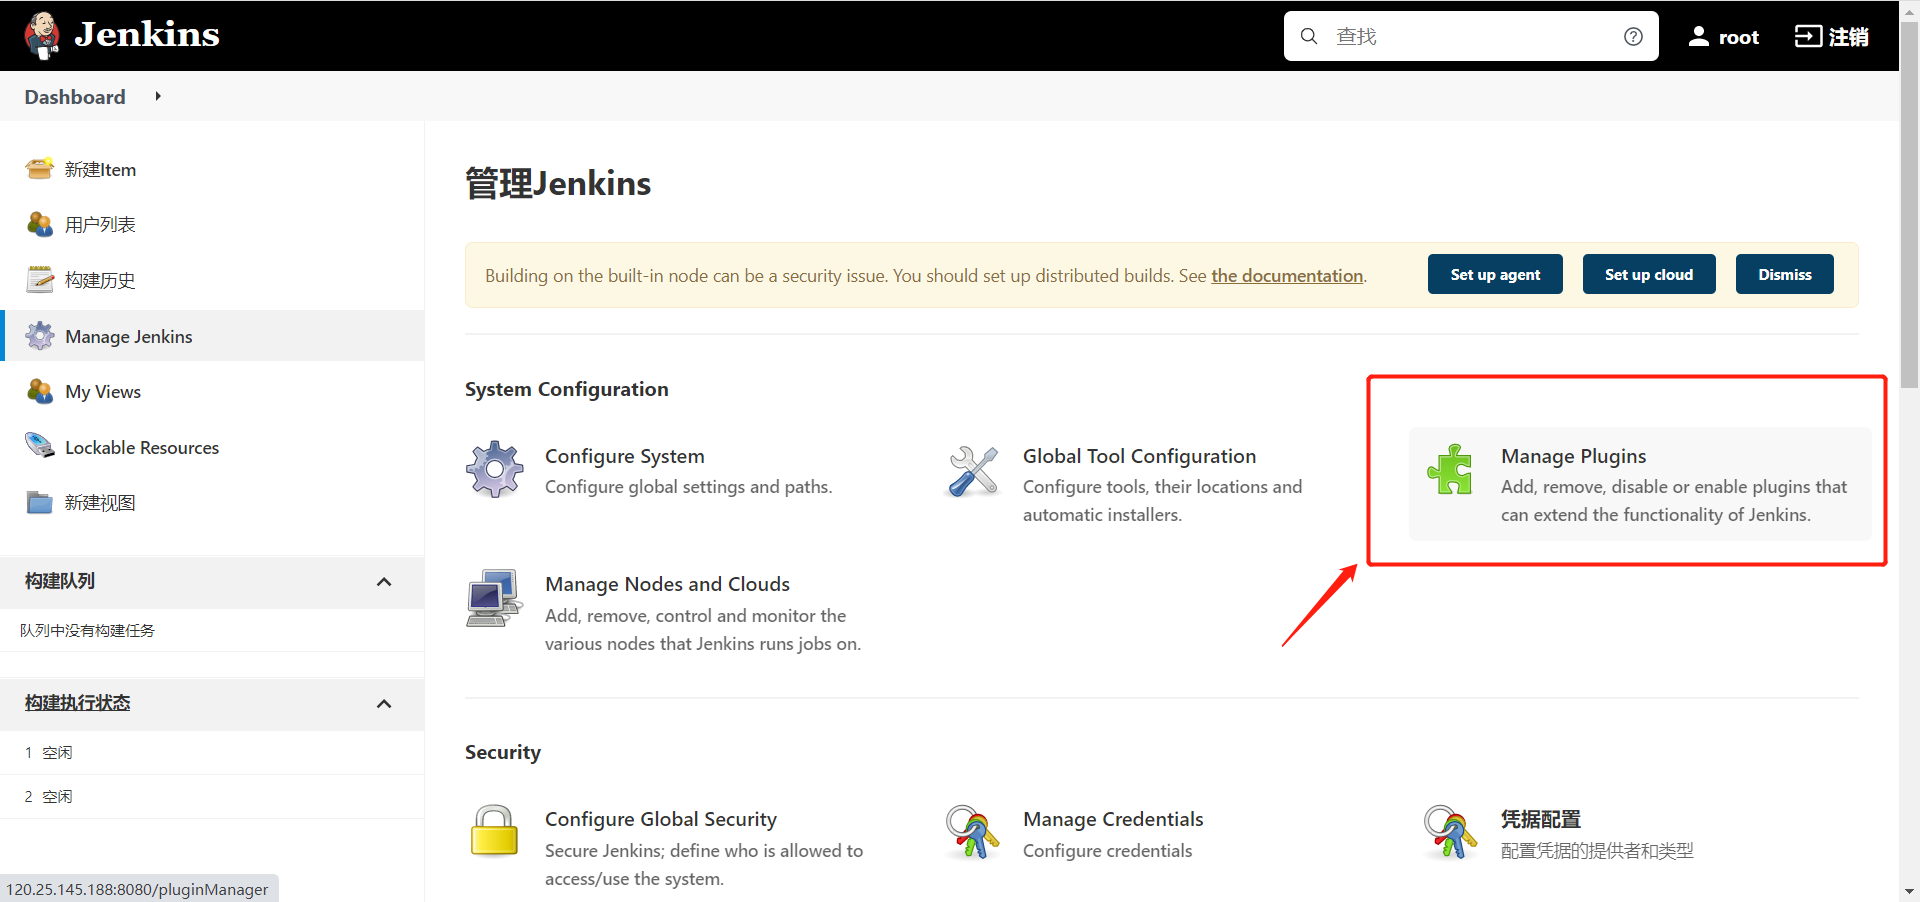 Jenkins
查找
root
注销
Dashboard
新建Item
用户列表
构建历史
Manage Jenkins
My Views
Lockable Resources
新建视图
构建队列
队列中没有构建任务
构建执行状态
1 空闲
2 空闲
管理Jenkins
Building on the built-in node can be a security issue. You should set up distributed builds. See the documentation.
Set up agent
Set up cloud
Dismiss
System Configuration
Configure System
Configure global settings and paths.
Global Tool Configuration
Configure tools, their locations and
automatic installers.
Manage Plugins
Add, remove, disable or enable plugins that
can extend the functionality of Jenkins.
Manage Nodes and Clouds
Add, remove, control and monitor the
various nodes that Jenkins runs jobs on.
Security
Configure Global Security
Secure Jenkins; define who is allowed to
access/use the system.
Manage Credentials
Configure credentials
凭据配置
配置凭据的提供者和类型
120.25.145.188:8080/pluginManager